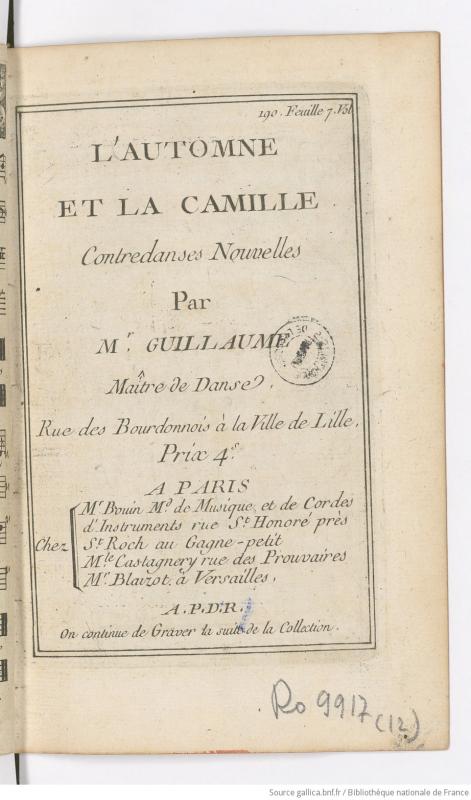 190. Feuille 7. Vol
L'AUTOMNE
ET LA CAMILLE
Contredanses Nouvelles
Par
Mr. GUILLAUME
Maître de Danse,
Rue des Bourdonnois à la Ville de Lille.
Prix 4s.
A PARIS
Chez
Mr Bouin Md de Musique et de Cordes
d'Instruments rue St Honoré près
St Roch au Gagne-petit
Mlle Castagnery rue des Prouvaires
Mr Blaizot à Versailles.
A.P.D.R.
On continue de Graver la suite de la Collection.
Ro 9917
(12)
Source gallica.bnf.fr / Bibliothèque nationale de France